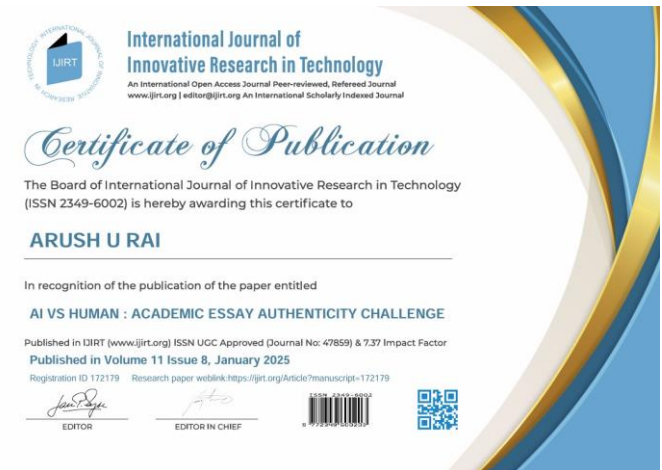 IJIRT
International Journal of
Innovative Research in Technology
An International Open Access Journal Peer-reviewed, Refereed Journal
www.ijirt.org | editor@ijirt.org An International Scholarly Indexed Journal
Certificate of Publication
The Board of International Journal of Innovative Research in Technology
(ISSN 2349-6002) is hereby awarding this certificate to
ARUSH U RAI
In recognition of the publication of the paper entitled
AI VS HUMAN : ACADEMIC ESSAY AUTHENTICITY CHALLENGE
Published in IJIRT (www.ijirt.org) ISSN UGC Approved (Journal No: 47859) & 7.37 Impact Factor
Published in Volume 11 Issue 8, January 2025
Registration ID 172179 Research paper weblink:https://ijirt.org/Article?manuscript=172179
EDITOR
EDITOR IN CHIEF
ISSN 2349-6002